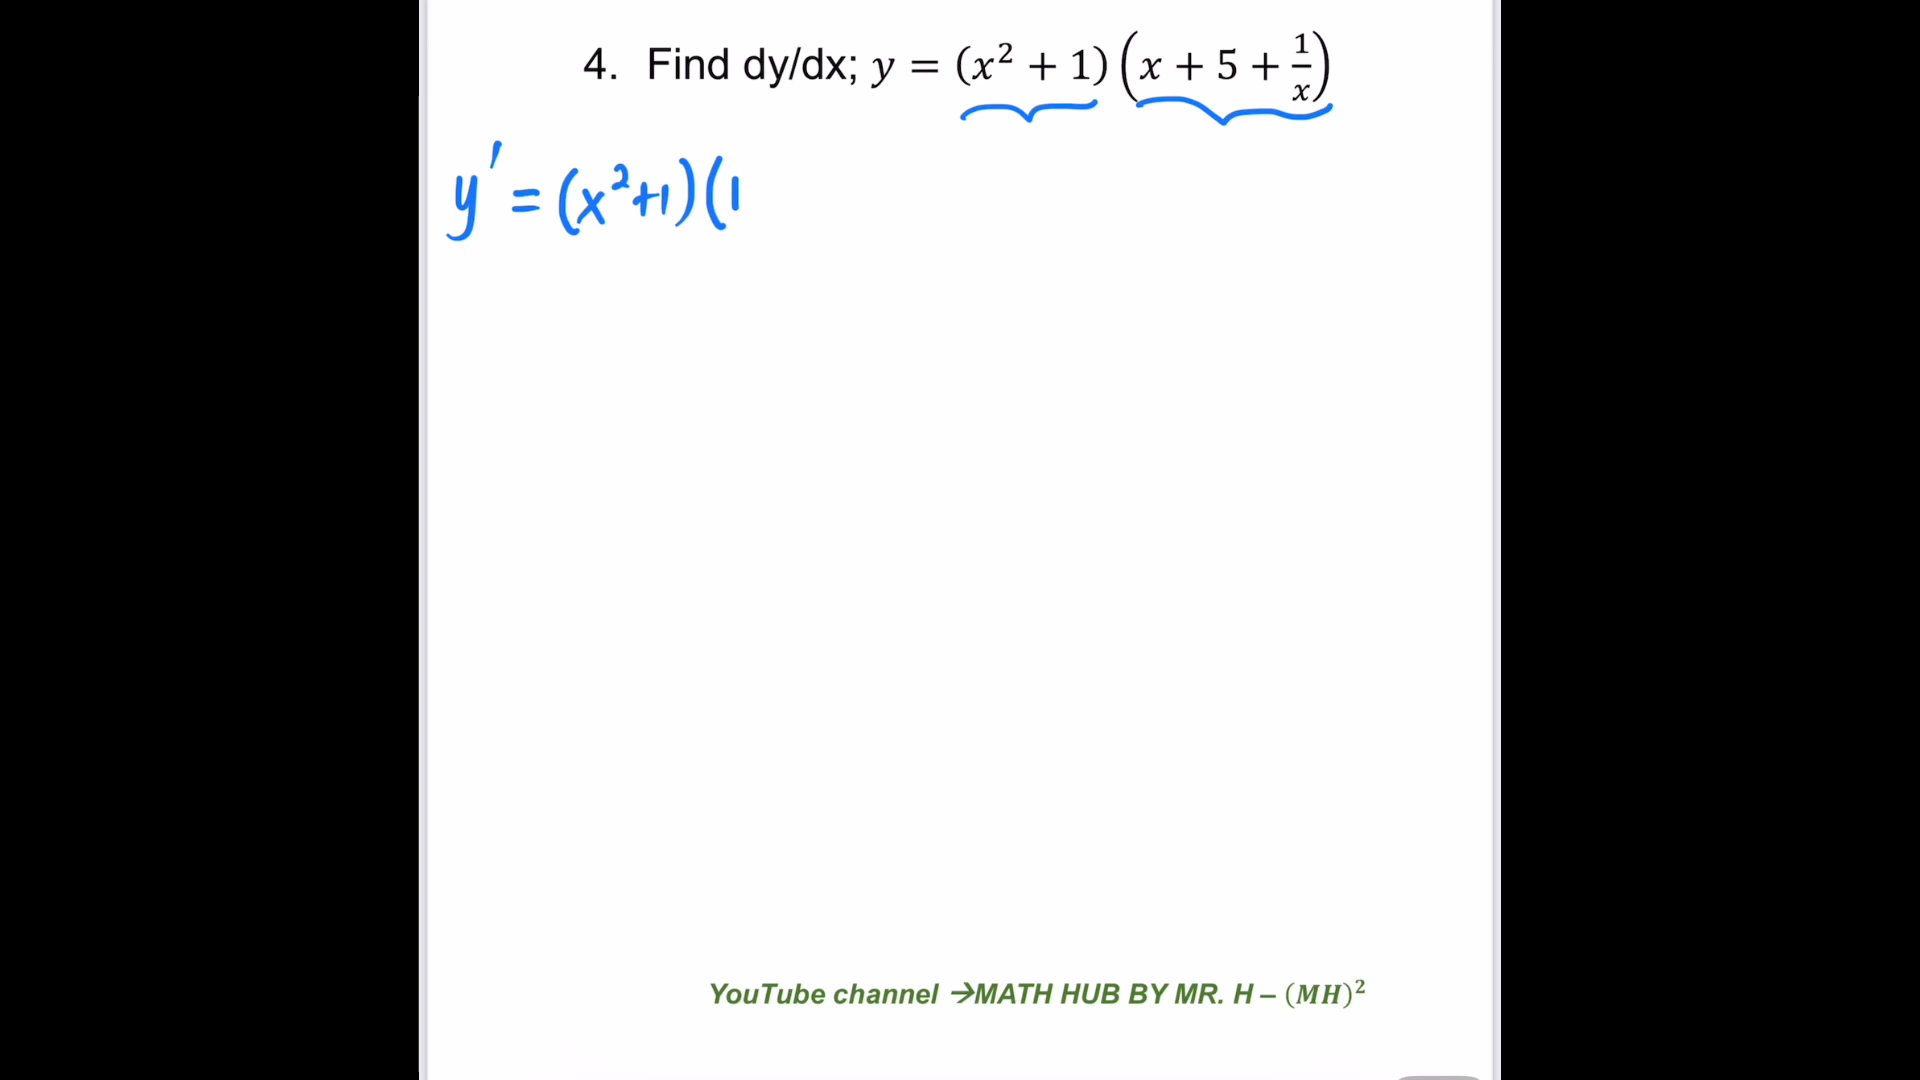 4. Find dy/dx; y = (x² + 1)(x + 5 + 1/x)
y' = (x²+1)(1
YouTube channel →MATH HUB BY MR. H – (MH)²